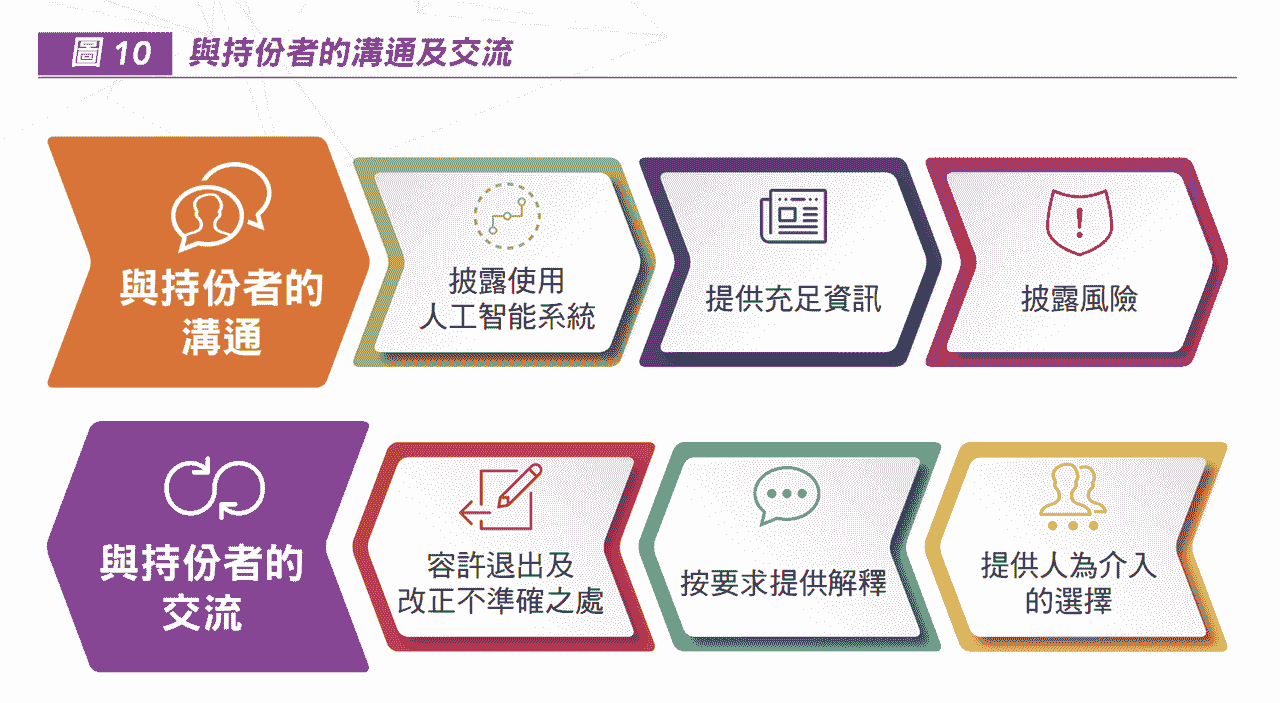 圖 10 與持份者的溝通及交流
與持份者的
溝通
披露使用
人工智能系統
提供充足資訊
披露風險
與持份者的
交流
容許退出及
改正不準確之處
按要求提供解釋
提供人為介入
的選擇